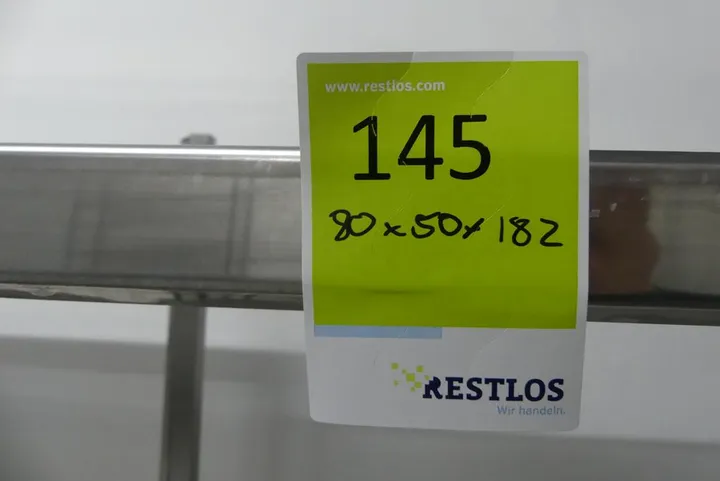 www.restlos.com
145
80x50x182
RESTLOS
Wir handeln.